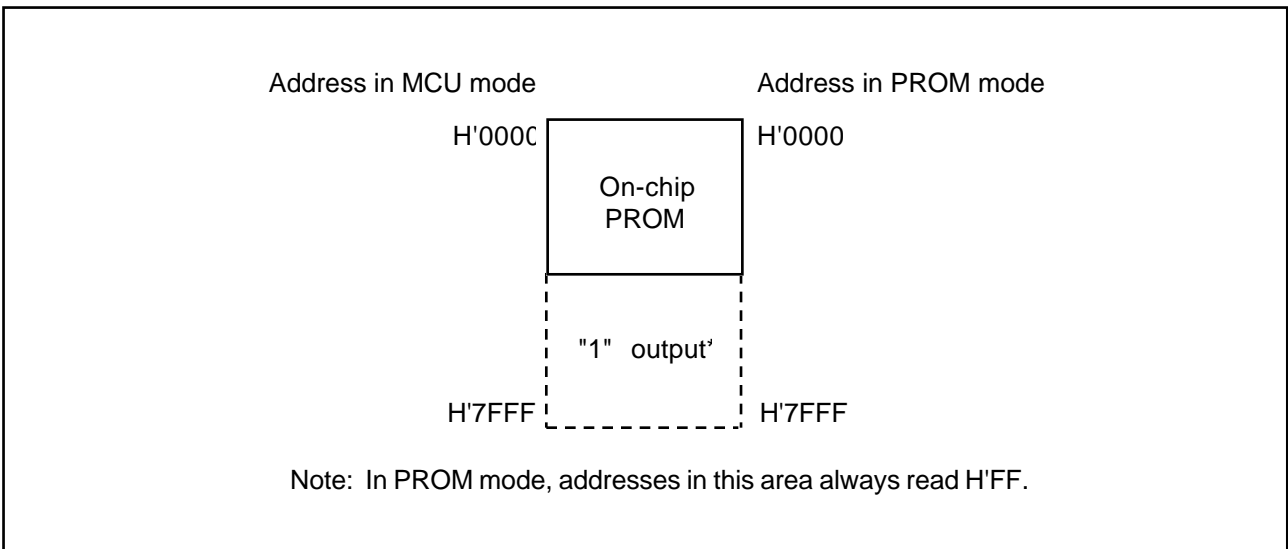 Address in MCU mode Address in PROM mode
H'0000 H'0000
On-chip
PROM
"1" output*
H'7FFF H'7FFF
Note: In PROM mode, addresses in this area always read H'FF.